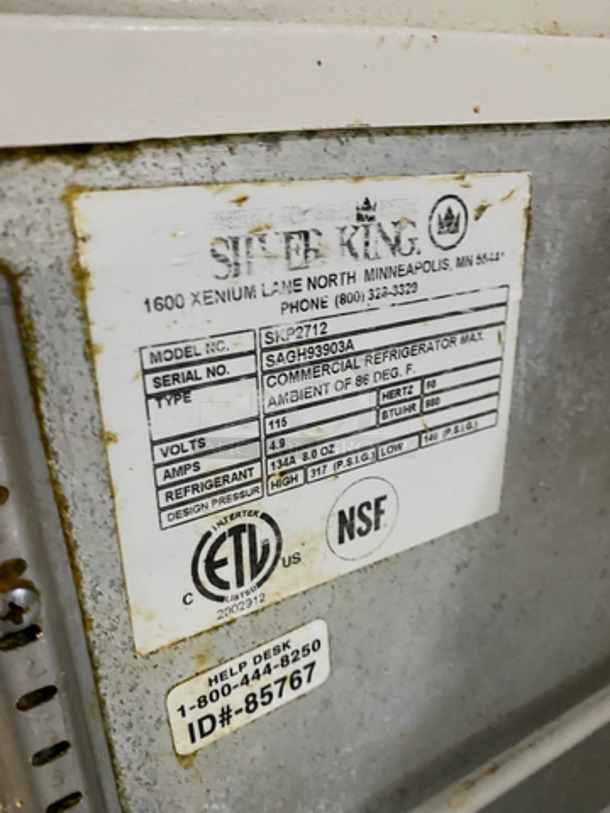 SILVER KING.
1600 XENIUM LANE NORTH MINNEAPOLIS, MN 55441
PHONE (800) 328-3329
MODEL NO. SKP2712
SERIAL NO. SAGH93903A
TYPE COMMERCIAL REFRIGERATOR MAX.
AMBIENT OF 86 DEG. F.
VOLTS 115 HERTZ 60
AMPS 4.9 BTU/HR 980
REFRIGERANT 134A 8.0 OZ
DESIGN PRESSUR HIGH 317 (P.S.I.G.) LOW 140 (P.S.I.G.)
INTERTEK
C ETL US
LISTED
2002912
NSF
HELP DESK
1-800-444-8250
ID#-85767